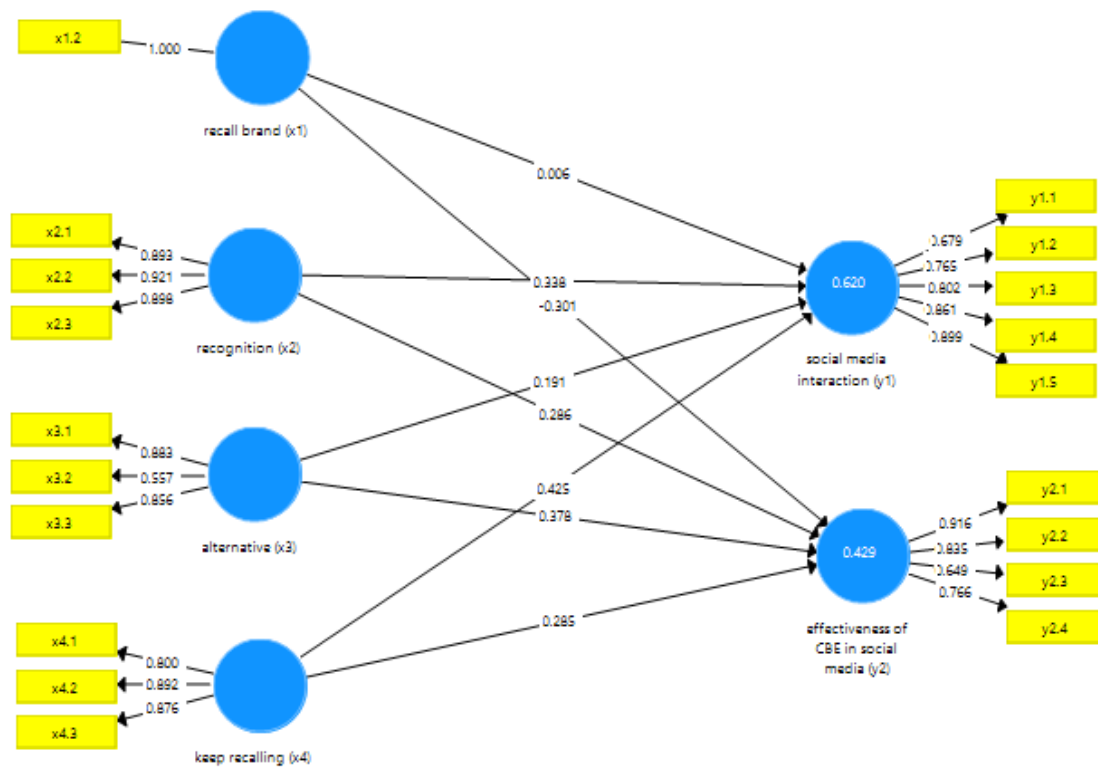 x1.2
1.000
recall brand (x1)
0.006
x2.1
x2.2
x2.3
0.893
0.921
0.898
recognition (x2)
0.338
-0.301
0.620
social media
interaction (y1)
0.679
0.765
0.802
0.861
0.899
y1.1
y1.2
y1.3
y1.4
y1.5
0.191
0.286
x3.1
x3.2
x3.3
0.883
0.557
0.856
alternative (x3)
0.425
0.378
0.429
effectiveness of
CBE in social
media (y2)
0.916
0.835
0.649
0.766
y2.1
y2.2
y2.3
y2.4
0.285
x4.1
x4.2
x4.3
0.800
0.892
0.876
keep recalling (x4)